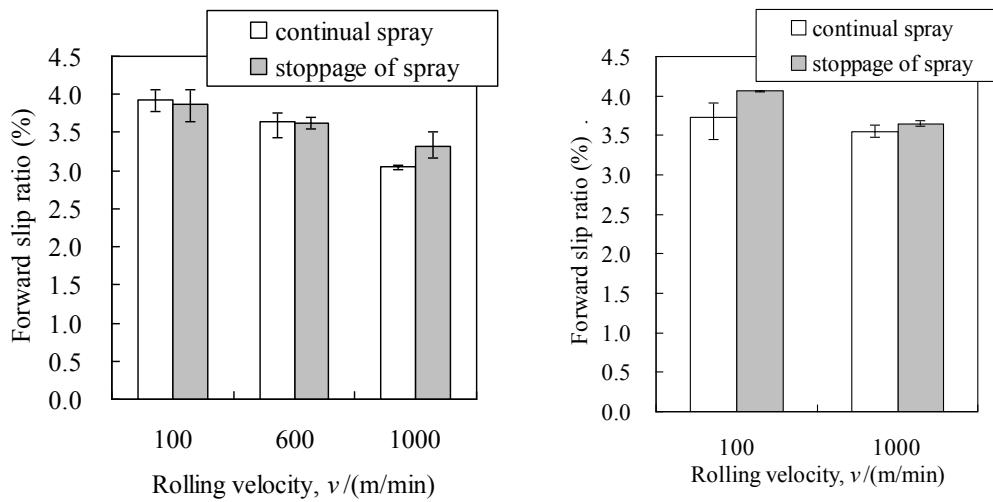 continual spray
stoppage of spray
4.5
4.0
3.5
3.0
2.5
2.0
1.5
1.0
0.5
0.0
Forward slip ratio (%)
100 600 1000
Rolling velocity, v/(m/min)
continual spray
stoppage of spray
4.5
4.0
3.5
3.0
2.5
2.0
1.5
1.0
0.5
0.0
Forward slip ratio (%) .
100 1000
Rolling velocity, v/(m/min)